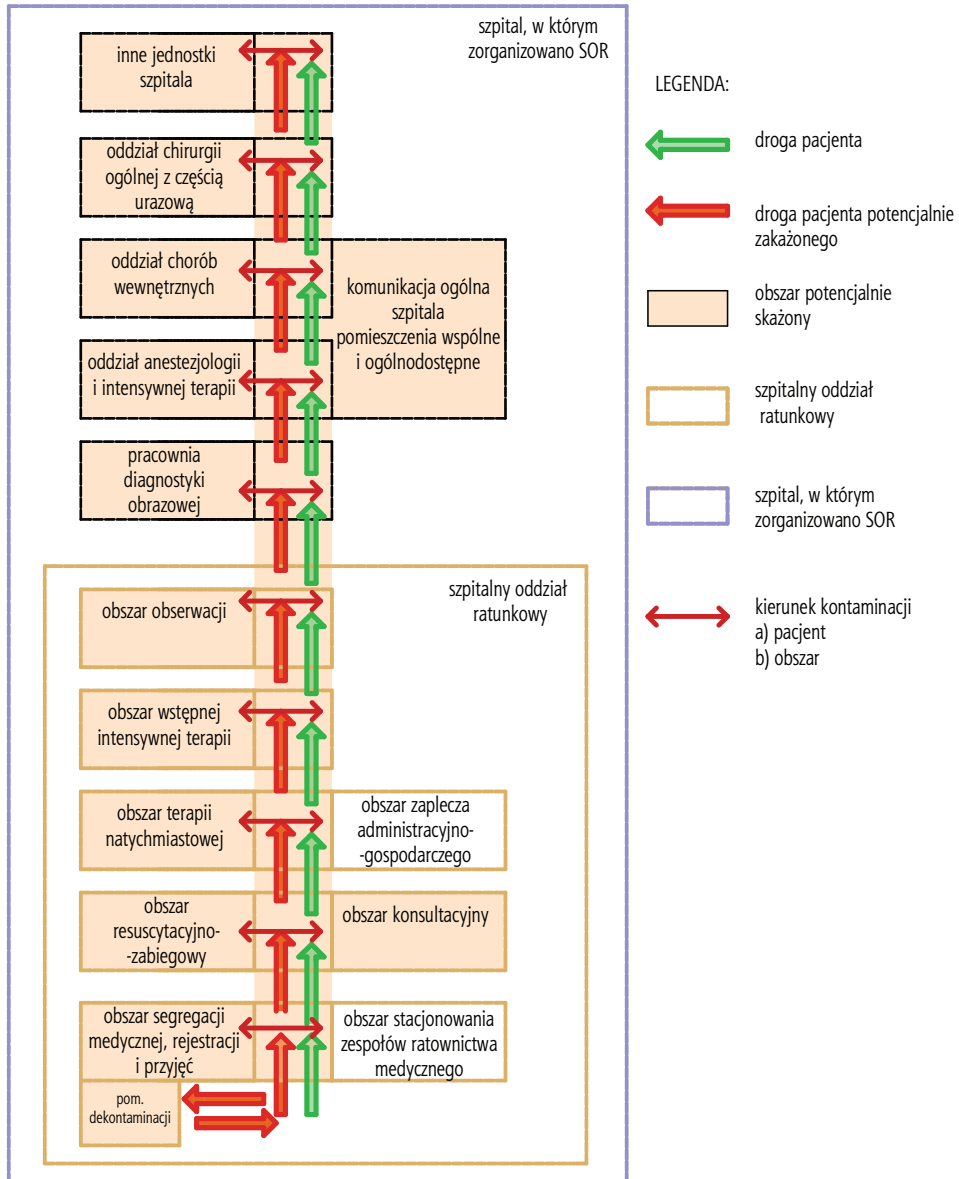 szpital, w którym
zorganizowano SOR
inne jednostki
szpitala
oddział chirurgii
ogólnej z częścią
urazową
oddział chorób
wewnętrznych
komunikacja ogólna
szpitala
pomieszczenia wspólne
i ogólnodostępne
oddział anestezjologii
i intensywnej terapii
pracownia
diagnostyki
obrazowej
szpitalny oddział
ratunkowy
obszar obserwacji
obszar wstępnej
intensywnej terapii
obszar terapii
natychmiastowej
obszar zaplecza
administracyjno-
-gospodarczego
obszar
resuscytacyjno-
-zabiegowy
obszar konsultacyjny
obszar segregacji
medycznej, rejestracji
i przyjęć
obszar stacjonowania
zespołów ratownictwa
medycznego
pom.
dekontaminacji
LEGENDA:
droga pacjenta
droga pacjenta potencjalnie
zakażonego
obszar potencjalnie
skażony
szpitalny oddział
ratunkowy
szpital, w którym
zorganizowano SOR
kierunek kontaminacji
a) pacjent
b) obszar